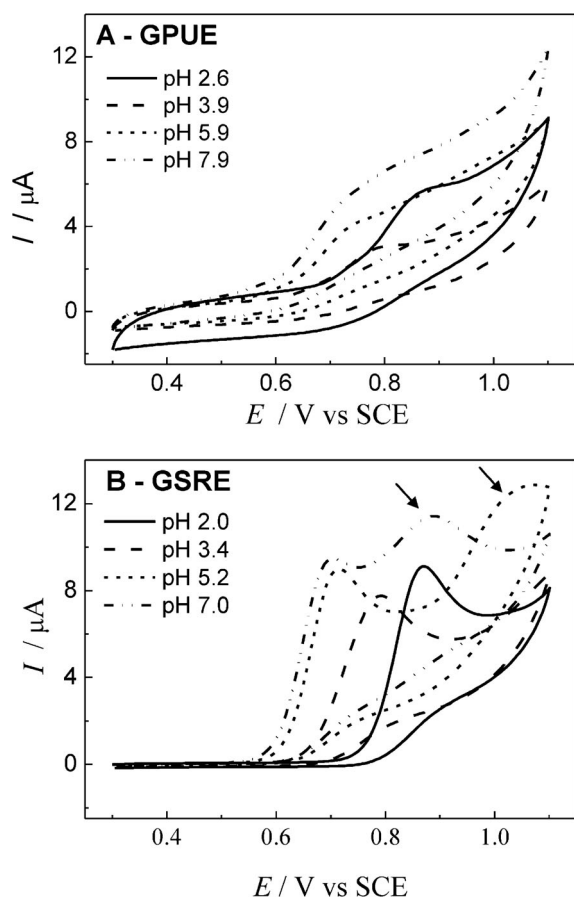 A - GPUE
pH 2.6
pH 3.9
pH 5.9
pH 7.9
12
8
4
0
I / μA
0.4 0.6 0.8 1.0
E / V vs SCE
B - GSRE
pH 2.0
pH 3.4
pH 5.2
pH 7.0
12
8
4
0
I / μA
0.4 0.6 0.8 1.0
E / V vs SCE